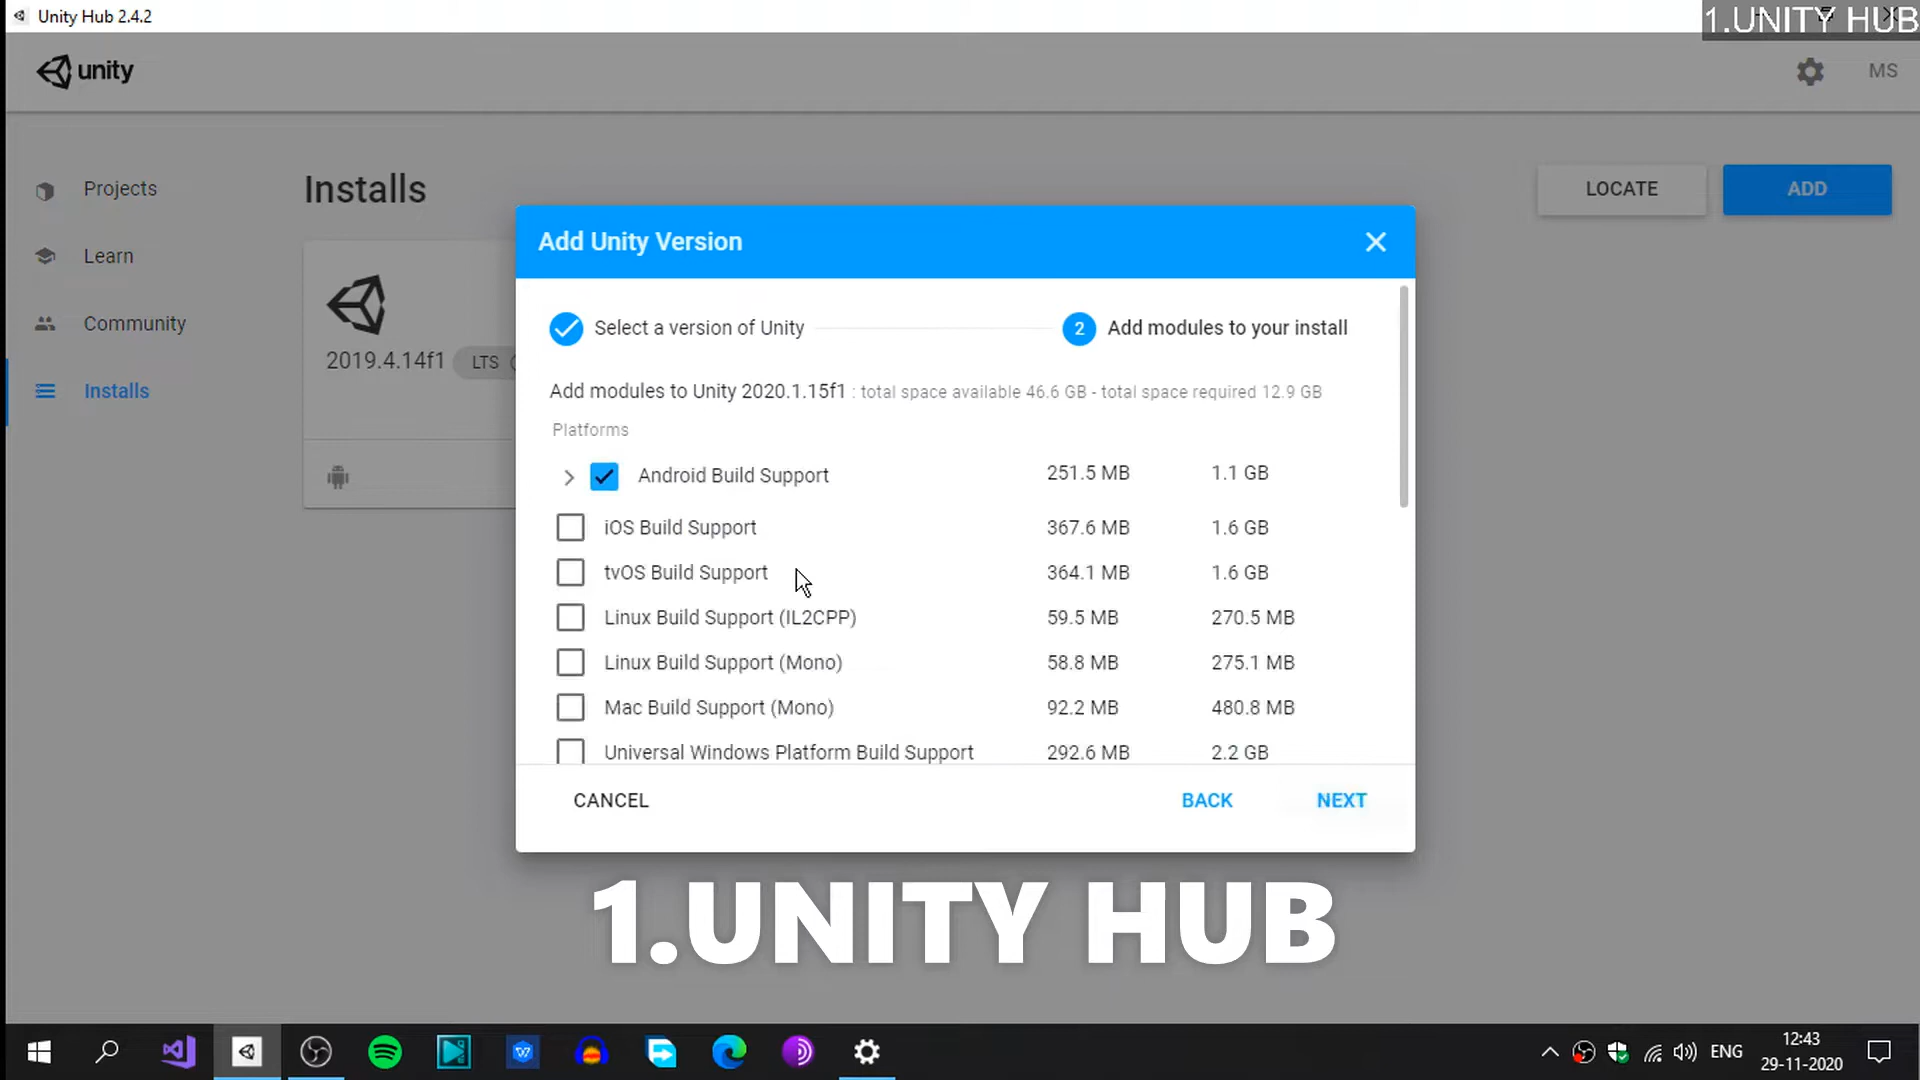 Unity Hub 2.4.2
1.UNITY HUB
unity
MS
Projects
Learn
Community
Installs
Installs
LOCATE
ADD
2019.4.14f1
LTS
Add Unity Version
Select a version of Unity
2
Add modules to your install
Add modules to Unity 2020.1.15f1 : total space available 46.6 GB - total space required 12.9 GB
Platforms
Android Build Support 251.5 MB 1.1 GB
iOS Build Support 367.6 MB 1.6 GB
tvOS Build Support 364.1 MB 1.6 GB
Linux Build Support (IL2CPP) 59.5 MB 270.5 MB
Linux Build Support (Mono) 58.8 MB 275.1 MB
Mac Build Support (Mono) 92.2 MB 480.8 MB
Universal Windows Platform Build Support 292.6 MB 2.2 GB
CANCEL
BACK
NEXT
1.UNITY HUB
ENG
12:43
29-11-2020